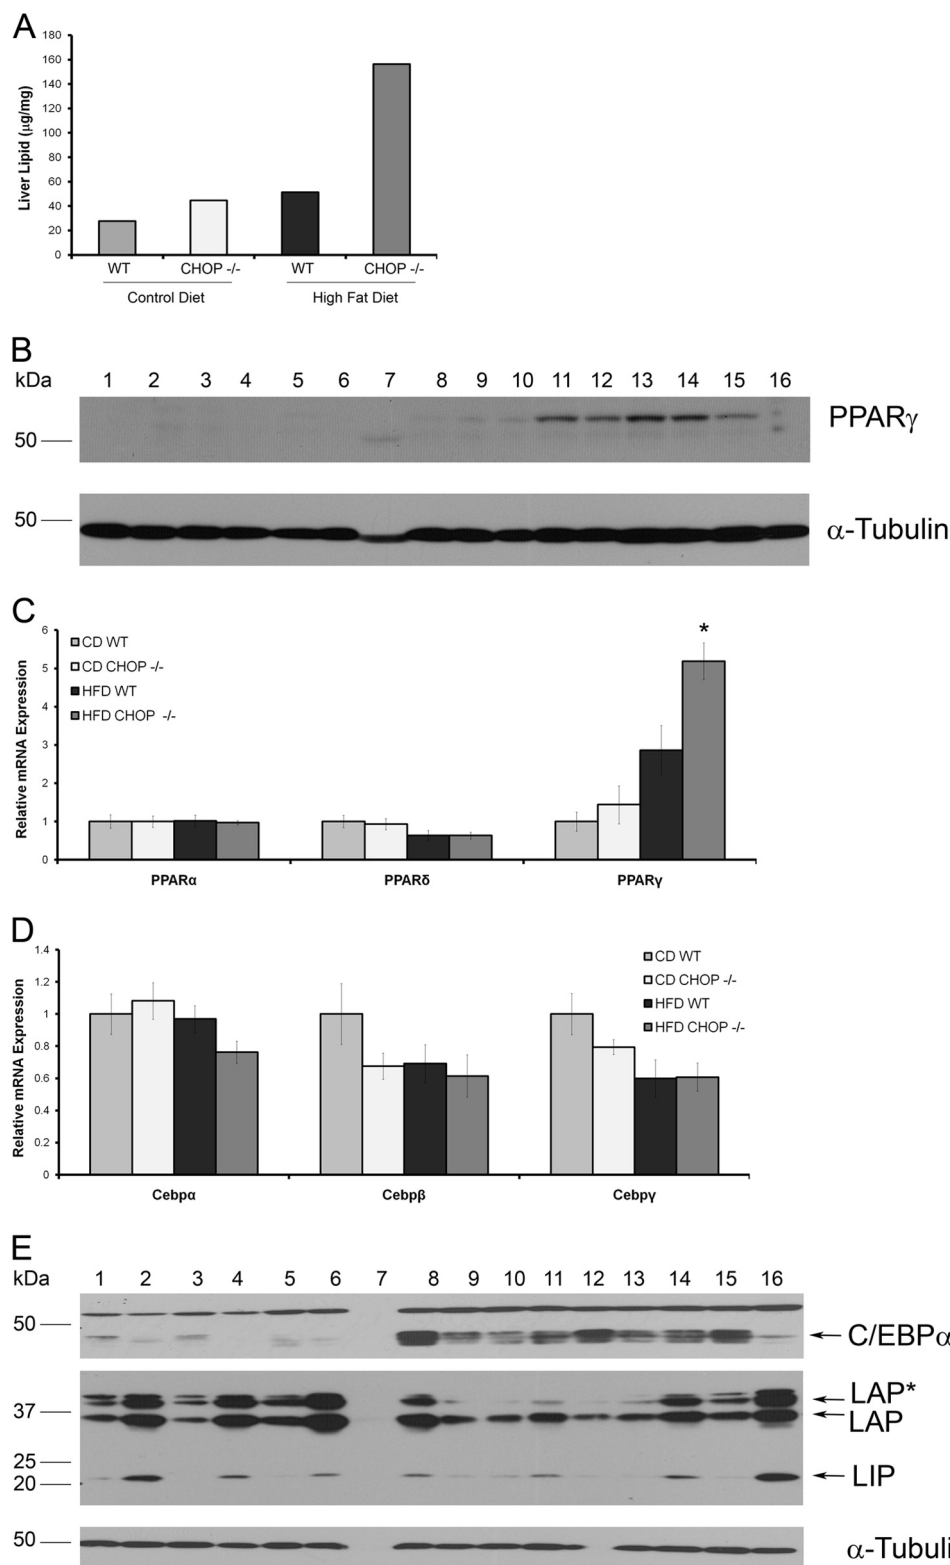 A
180
160
140
120
100
80
60
40
20
0
Liver Lipid (μg/mg)
WT CHOP -/- WT CHOP -/-
Control Diet High Fat Diet
B
kDa 1 2 3 4 5 6 7 8 9 10 11 12 13 14 15 16
PPARγ
50
50
α-Tubulin
C
6
5
4
3
2
1
0
Relative mRNA Expression
CD WT
CD CHOP -/-
HFD WT
HFD CHOP -/-
*
PPARα PPARδ PPARγ
D
1.4
1.2
1
0.8
0.6
0.4
0.2
0
Relative mRNA Expression
CD WT
CD CHOP -/-
HFD WT
HFD CHOP -/-
Cebpα Cebpβ Cebpγ
E
kDa 1 2 3 4 5 6 7 8 9 10 11 12 13 14 15 16
50
C/EBPα
LAP*
37
LAP
25
20
LIP
50
α-Tubuli